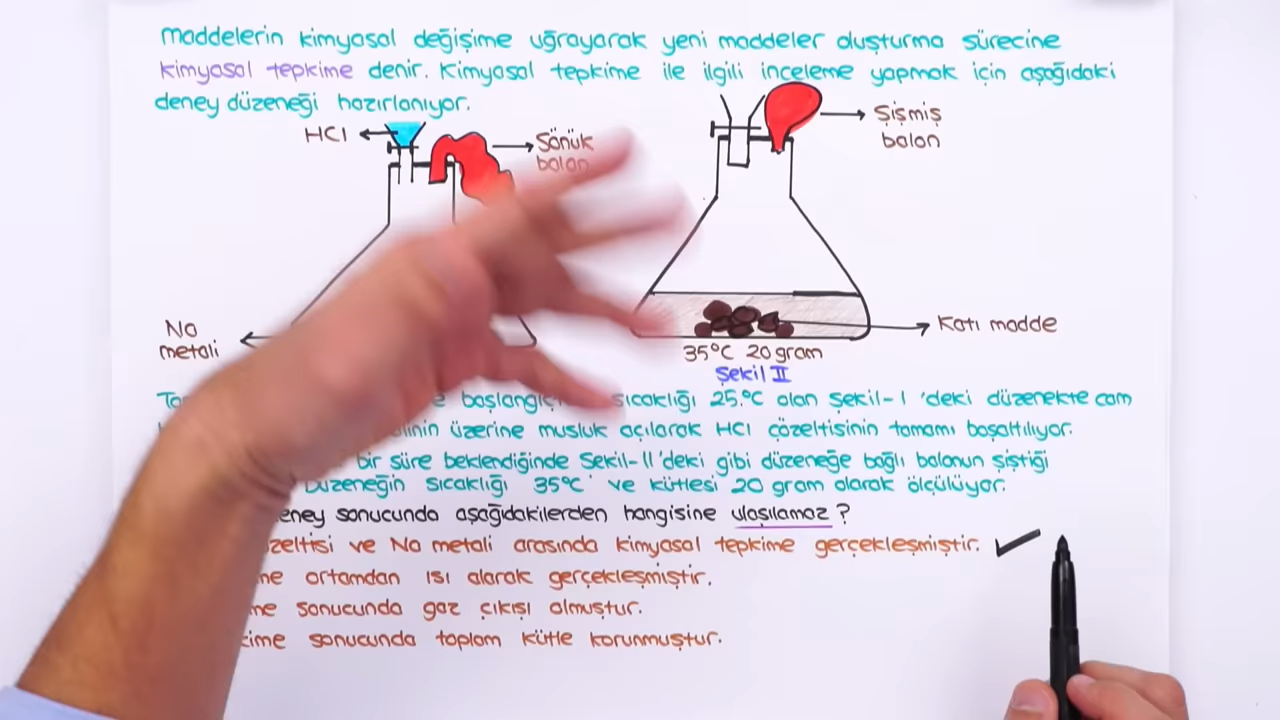 Maddelerin kimyasal değişime uğrayarak yeni maddeler oluşturma sürecine
kimyasal tepkime denir. Kimyasal tepkime ile ilgili inceleme yapmak için aşağıdaki
deney düzeneği hazırlanıyor.
HCl
Sönük
balon
Şişmiş
balon
Na
metali
Katı madde
35°C 20 gram
Şekil II
sıcaklığı 25°C olan Şekil-I 'deki düzenekte cam
üzerine musluk açılarak HCl çözeltisinin tamamı boşaltılıyor.
bir süre beklendiğinde Şekil-II'deki gibi düzeneğe bağlı balonun şiştiği
sıcaklığı 35°C ve kütlesi 20 gram olarak ölçülüyor.
sonucunda aşağıdakilerden hangisine ulaşılamaz?
ve Na metali arasında kimyasal tepkime gerçekleşmiştir.
ortamdan ısı alarak gerçekleşmiştir.
sonucunda gaz çıkışı olmuştur.
sonucunda toplam kütle korunmuştur.